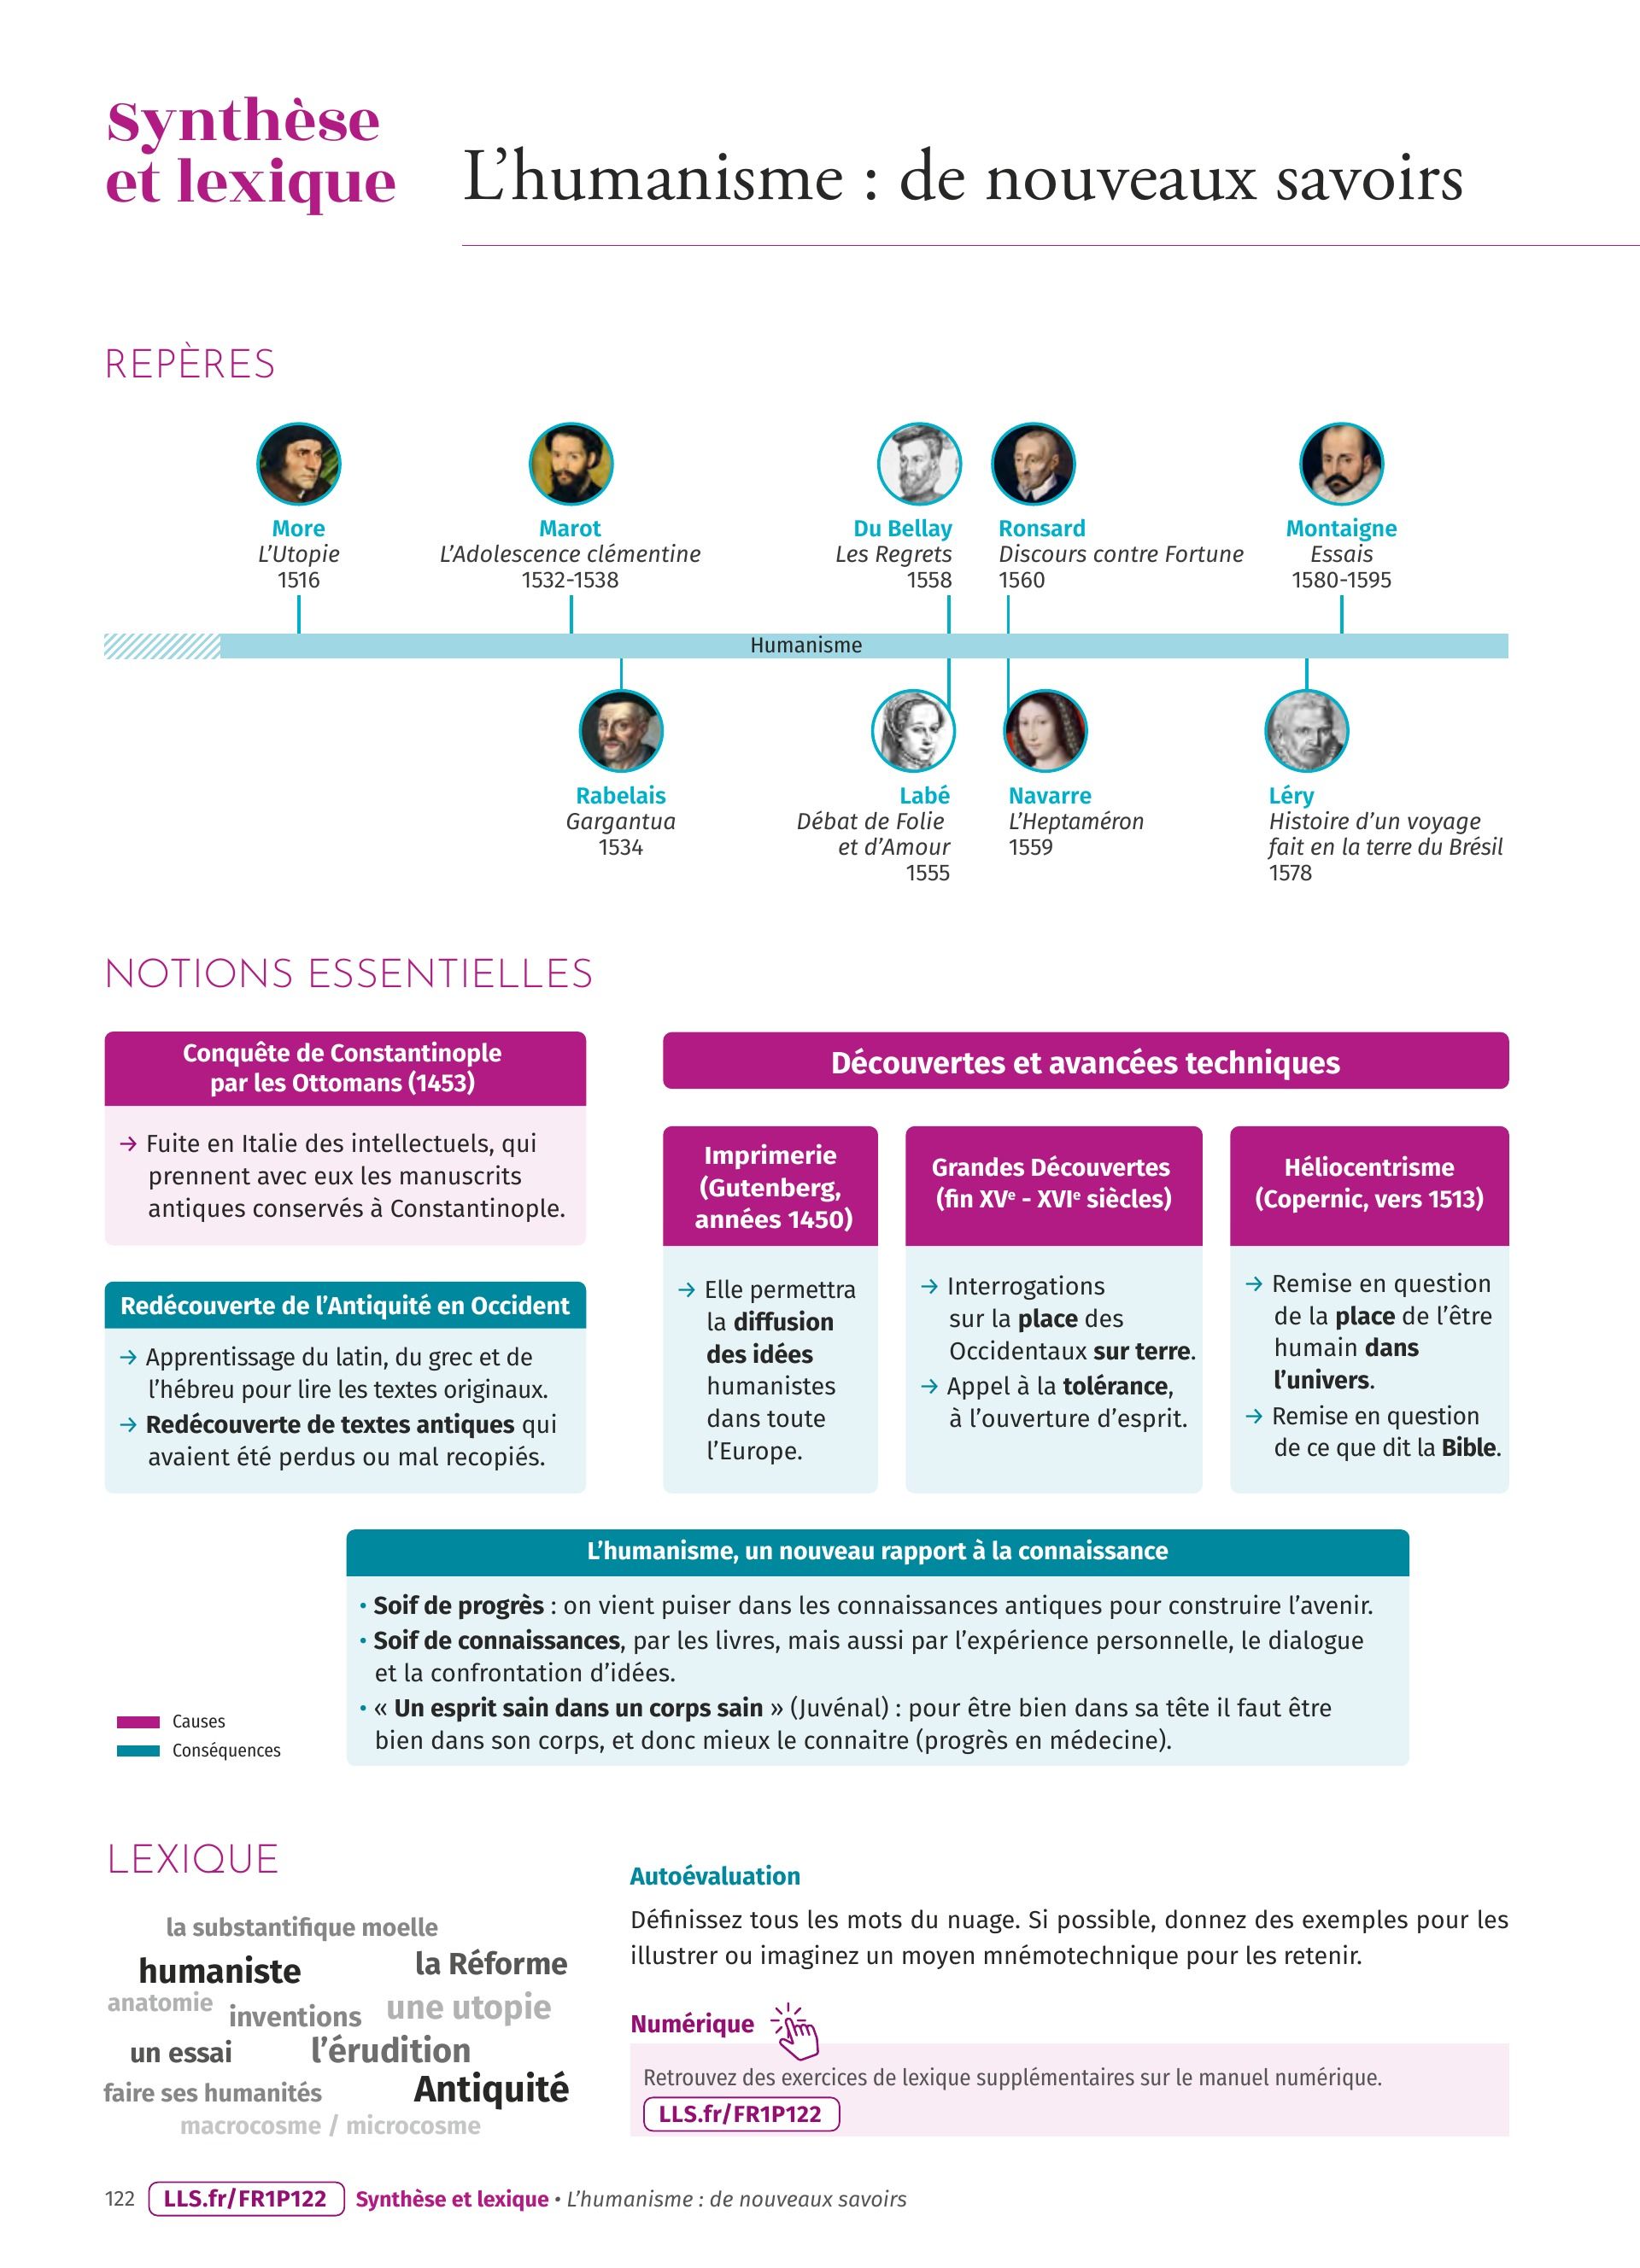 Synthèse
et lexique
L’humanisme : de nouveaux savoirs
REPÈRES
More
L’Utopie
1516
Marot
L’Adolescence clémentine
1532-1538
Du Bellay
Les Regrets
1558
Ronsard
Discours contre Fortune
1560
Montaigne
Essais
1580-1595
Humanisme
Rabelais
Gargantua
1534
Labé
Débat de Folie
et d’Amour
1555
Navarre
L’Heptaméron
1559
Léry
Histoire d’un voyage
fait en la terre du Brésil
1578
NOTIONS ESSENTIELLES
Conquête de Constantinople
par les Ottomans (1453)
→ Fuite en Italie des intellectuels, qui
prennent avec eux les manuscrits
antiques conservés à Constantinople.
Redécouverte de l’Antiquité en Occident
→ Apprentissage du latin, du grec et de
l’hébreu pour lire les textes originaux.
→ Redécouverte de textes antiques qui
avaient été perdus ou mal recopiés.
Découvertes et avancées techniques
Imprimerie
(Gutenberg,
années 1450)
→ Elle permettra
la diffusion
des idées
humanistes
dans toute
l’Europe.
Grandes Découvertes
(fin XVe - XVIe siècles)
→ Interrogations
sur la place des
Occidentaux sur terre.
→ Appel à la tolérance,
à l’ouverture d’esprit.
Héliocentrisme
(Copernic, vers 1513)
→ Remise en question
de la place de l’être
humain dans
l’univers.
→ Remise en question
de ce que dit la Bible.
L’humanisme, un nouveau rapport à la connaissance
• Soif de progrès : on vient puiser dans les connaissances antiques pour construire l’avenir.
• Soif de connaissances, par les livres, mais aussi par l’expérience personnelle, le dialogue
et la confrontation d’idées.
• « Un esprit sain dans un corps sain » (Juvénal) : pour être bien dans sa tête il faut être
bien dans son corps, et donc mieux le connaitre (progrès en médecine).
Causes
Conséquences
LEXIQUE
la substantifique moelle
humaniste
la Réforme
anatomie
inventions
une utopie
un essai
l’érudition
faire ses humanités
Antiquité
macrocosme / microcosme
Autoévaluation
Définissez tous les mots du nuage. Si possible, donnez des exemples pour les
illustrer ou imaginez un moyen mnémotechnique pour les retenir.
Numérique
Retrouvez des exercices de lexique supplémentaires sur le manuel numérique.
LLS.fr/FR1P122
122 LLS.fr/FR1P122 Synthèse et lexique • L’humanisme : de nouveaux savoirs